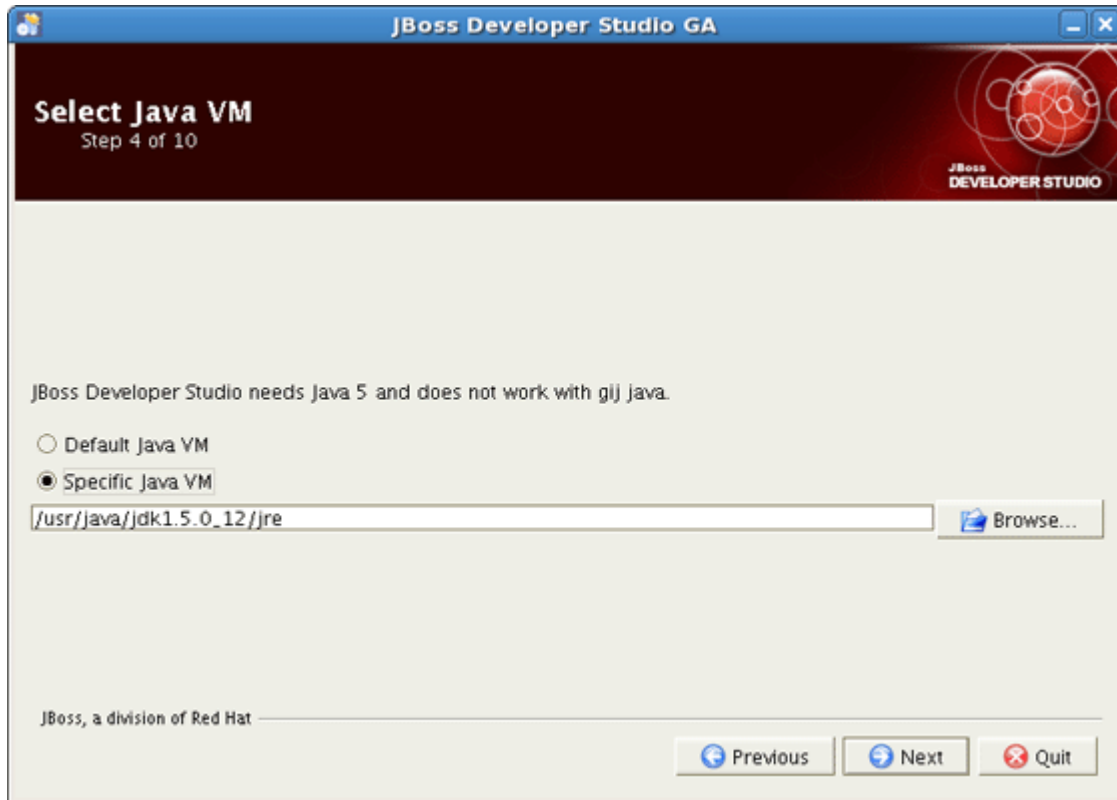 JBoss Developer Studio GA
Select Java VM
Step 4 of 10
JBoss
DEVELOPER STUDIO
JBoss Developer Studio needs Java 5 and does not work with gij java.
Default Java VM
Specific Java VM
/usr/java/jdk1.5.0_12/jre
Browse...
JBoss, a division of Red Hat
Previous
Next
Quit